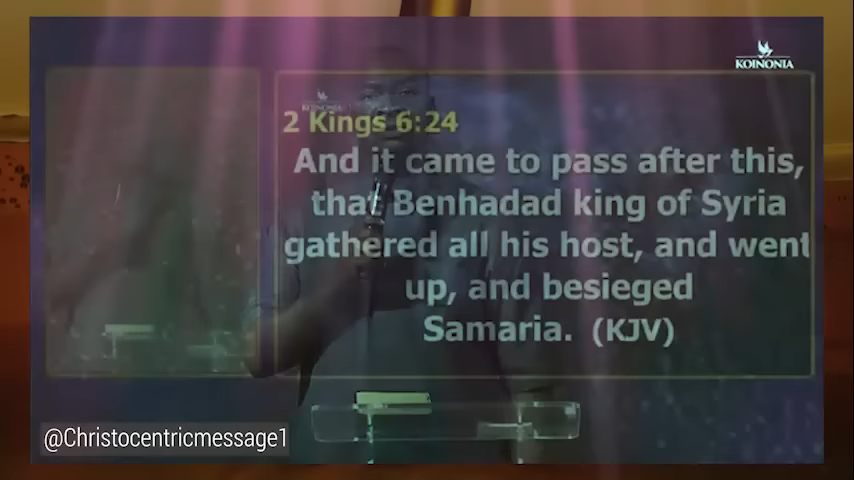 KOINONIA
KOINONIA
2 Kings 6:24
And it came to pass after this,
that Benhadad king of Syria
gathered all his host, and went
up, and besieged
Samaria. (KJV)
@Christocentricmessage1